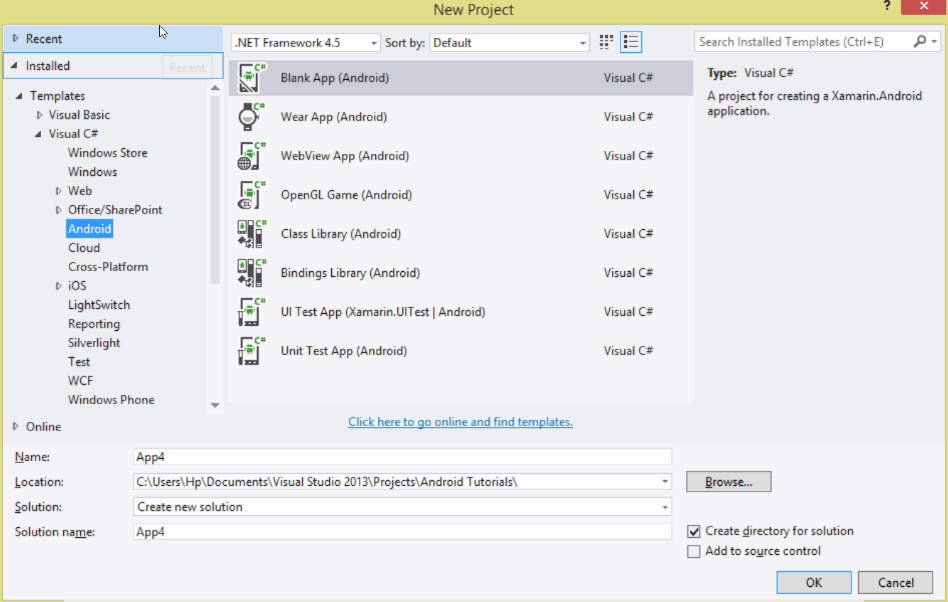 New Project
?
x
Recent
Installed
Recent
Templates
Visual Basic
Visual C#
Windows Store
Windows
Web
Office/SharePoint
Android
Cloud
Cross-Platform
iOS
LightSwitch
Reporting
Silverlight
Test
WCF
Windows Phone
Online
.NET Framework 4.5 Sort by: Default
Search Installed Templates (Ctrl+E)
C# Blank App (Android) Visual C#
C# Wear App (Android) Visual C#
C# WebView App (Android) Visual C#
C# GL OpenGL Game (Android) Visual C#
C# Class Library (Android) Visual C#
C# Bindings Library (Android) Visual C#
C# UI Test App (Xamarin.UITest | Android) Visual C#
C# Unit Test App (Android) Visual C#
Click here to go online and find templates.
Type: Visual C#
A project for creating a Xamarin.Android
application.
Name: App4
Location: C:\Users\Hp\Documents\Visual Studio 2013\Projects\Android Tutorials\
Browse...
Solution: Create new solution
Solution name: App4
Create directory for solution
Add to source control
OK Cancel